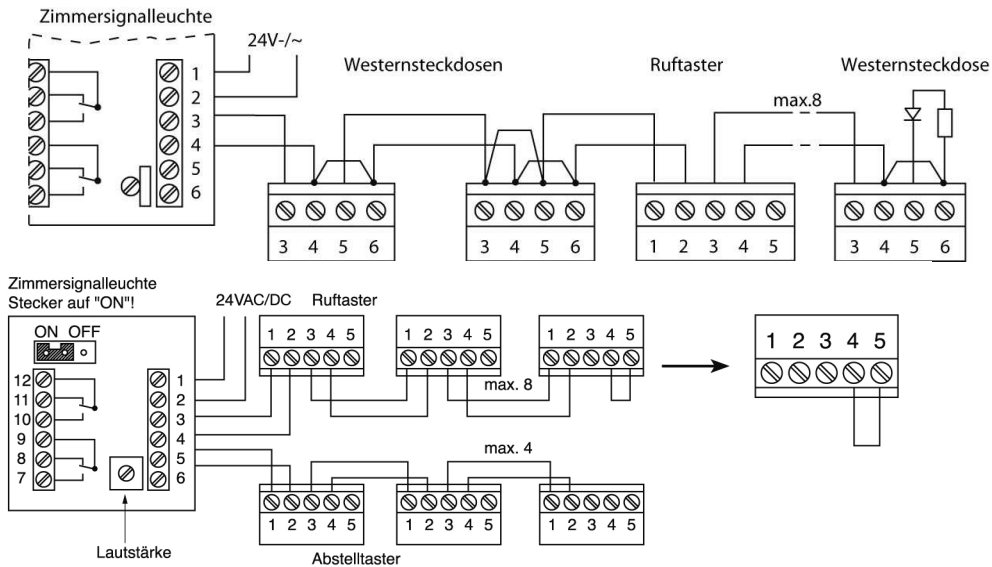 Zimmersignalleuchte
24V-/~
Westernsteckdosen
Ruftaster
Westernsteckdose
max.8
1
2
3
4
5
6
3 4 5 6
3 4 5 6
1 2 3 4 5
3 4 5 6
Zimmersignalleuchte
Stecker auf "ON"!
24VAC/DC Ruftaster
ON OFF
12
11
10
9
8
7
1
2
3
4
5
6
1 2 3 4 5
1 2 3 4 5
1 2 3 4 5
1 2 3 4 5
max. 8
max. 4
1 2 3 4 5
1 2 3 4 5
1 2 3 4 5
Lautstärke
Abstelltaster